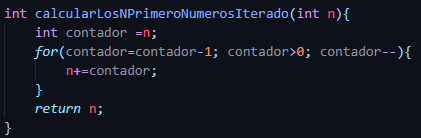 int calcularLosNPrimeroNumerosIterado(int n){
    int contador =n;
    for(contador=contador-1; contador>0; contador--){
        n+=contador;
    }
    return n;
}